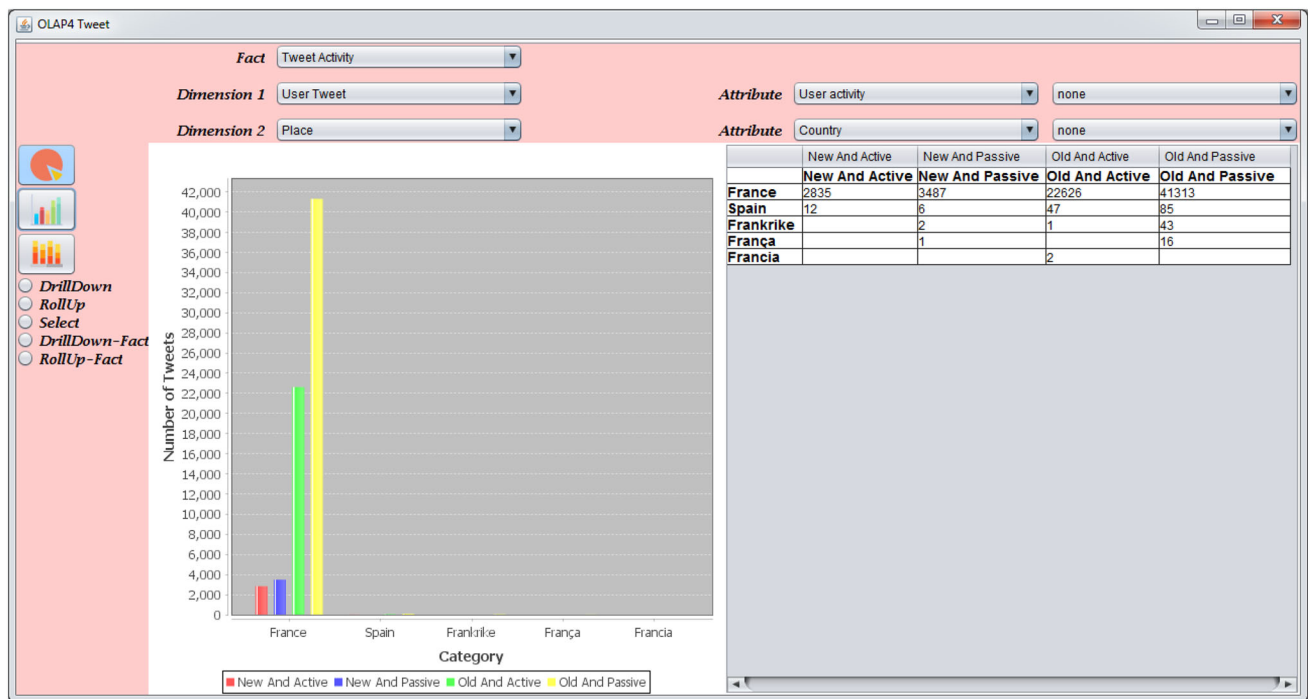 OLAP4 Tweet
Fact Tweet Activity
Dimension 1 User Tweet Attribute User activity none
Dimension 2 Place Attribute Country none
DrillDown
RollUp
Select
DrillDown-Fact
RollUp-Fact
Number of Tweets
42,000
40,000
38,000
36,000
34,000
32,000
30,000
28,000
26,000
24,000
22,000
20,000
18,000
16,000
14,000
12,000
10,000
8,000
6,000
4,000
2,000
0
France Spain Frankrike França Francia
Category
New And Active New And Passive Old And Active Old And Passive
New And Active New And Passive Old And Active Old And Passive
New And Active New And Passive Old And Active Old And Passive
France 2835 3487 22626 41313
Spain 12 6 47 85
Frankrike 2 1 43
França 1 16
Francia 2